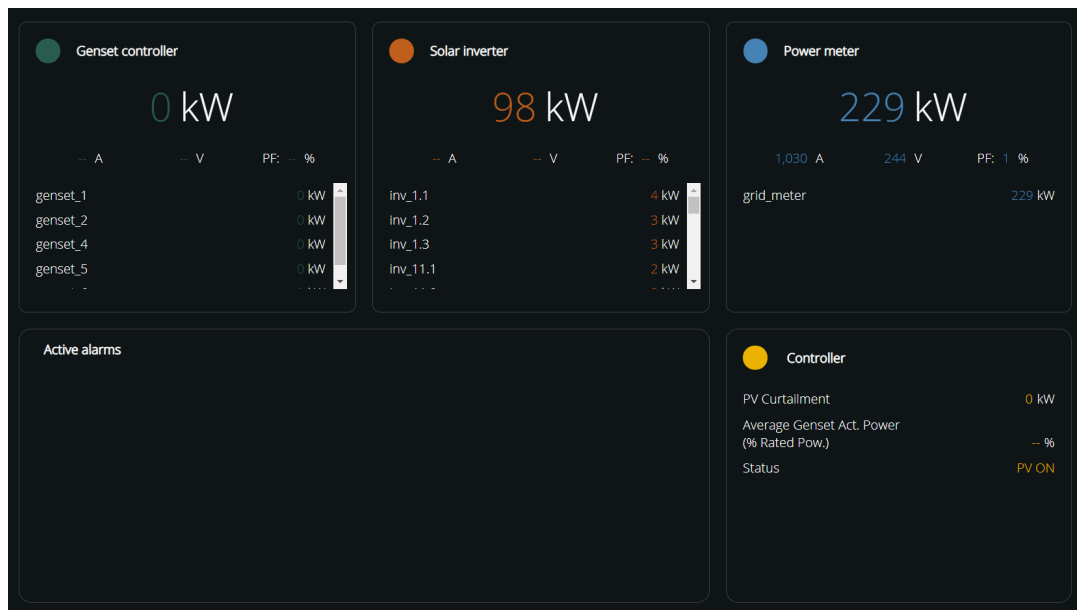 Genset controller
0 kW
-- A -- V PF: -- %
genset_1 0 kW
genset_2 0 kW
genset_4 0 kW
genset_5 0 kW
Solar inverter
98 kW
-- A -- V PF: -- %
inv_1.1 4 kW
inv_1.2 3 kW
inv_1.3 3 kW
inv_11.1 2 kW
Power meter
229 kW
1,030 A 244 V PF: 1 %
grid_meter 229 kW
Active alarms
Controller
PV Curtailment 0 kW
Average Genset Act. Power
(% Rated Pow.) -- %
Status PV ON